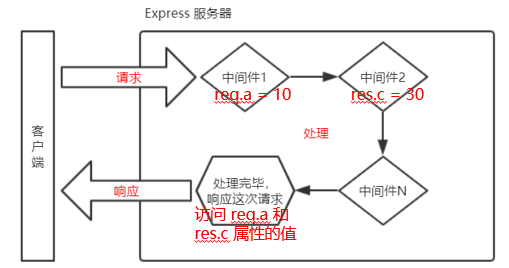 Express 服务器
请求
中间件1
req.a = 10
中间件2
res.c = 30
客
户
端
处理
响应
处理完毕，
响应这次请求
访问 req.a 和
res.c 属性的值
中间件N